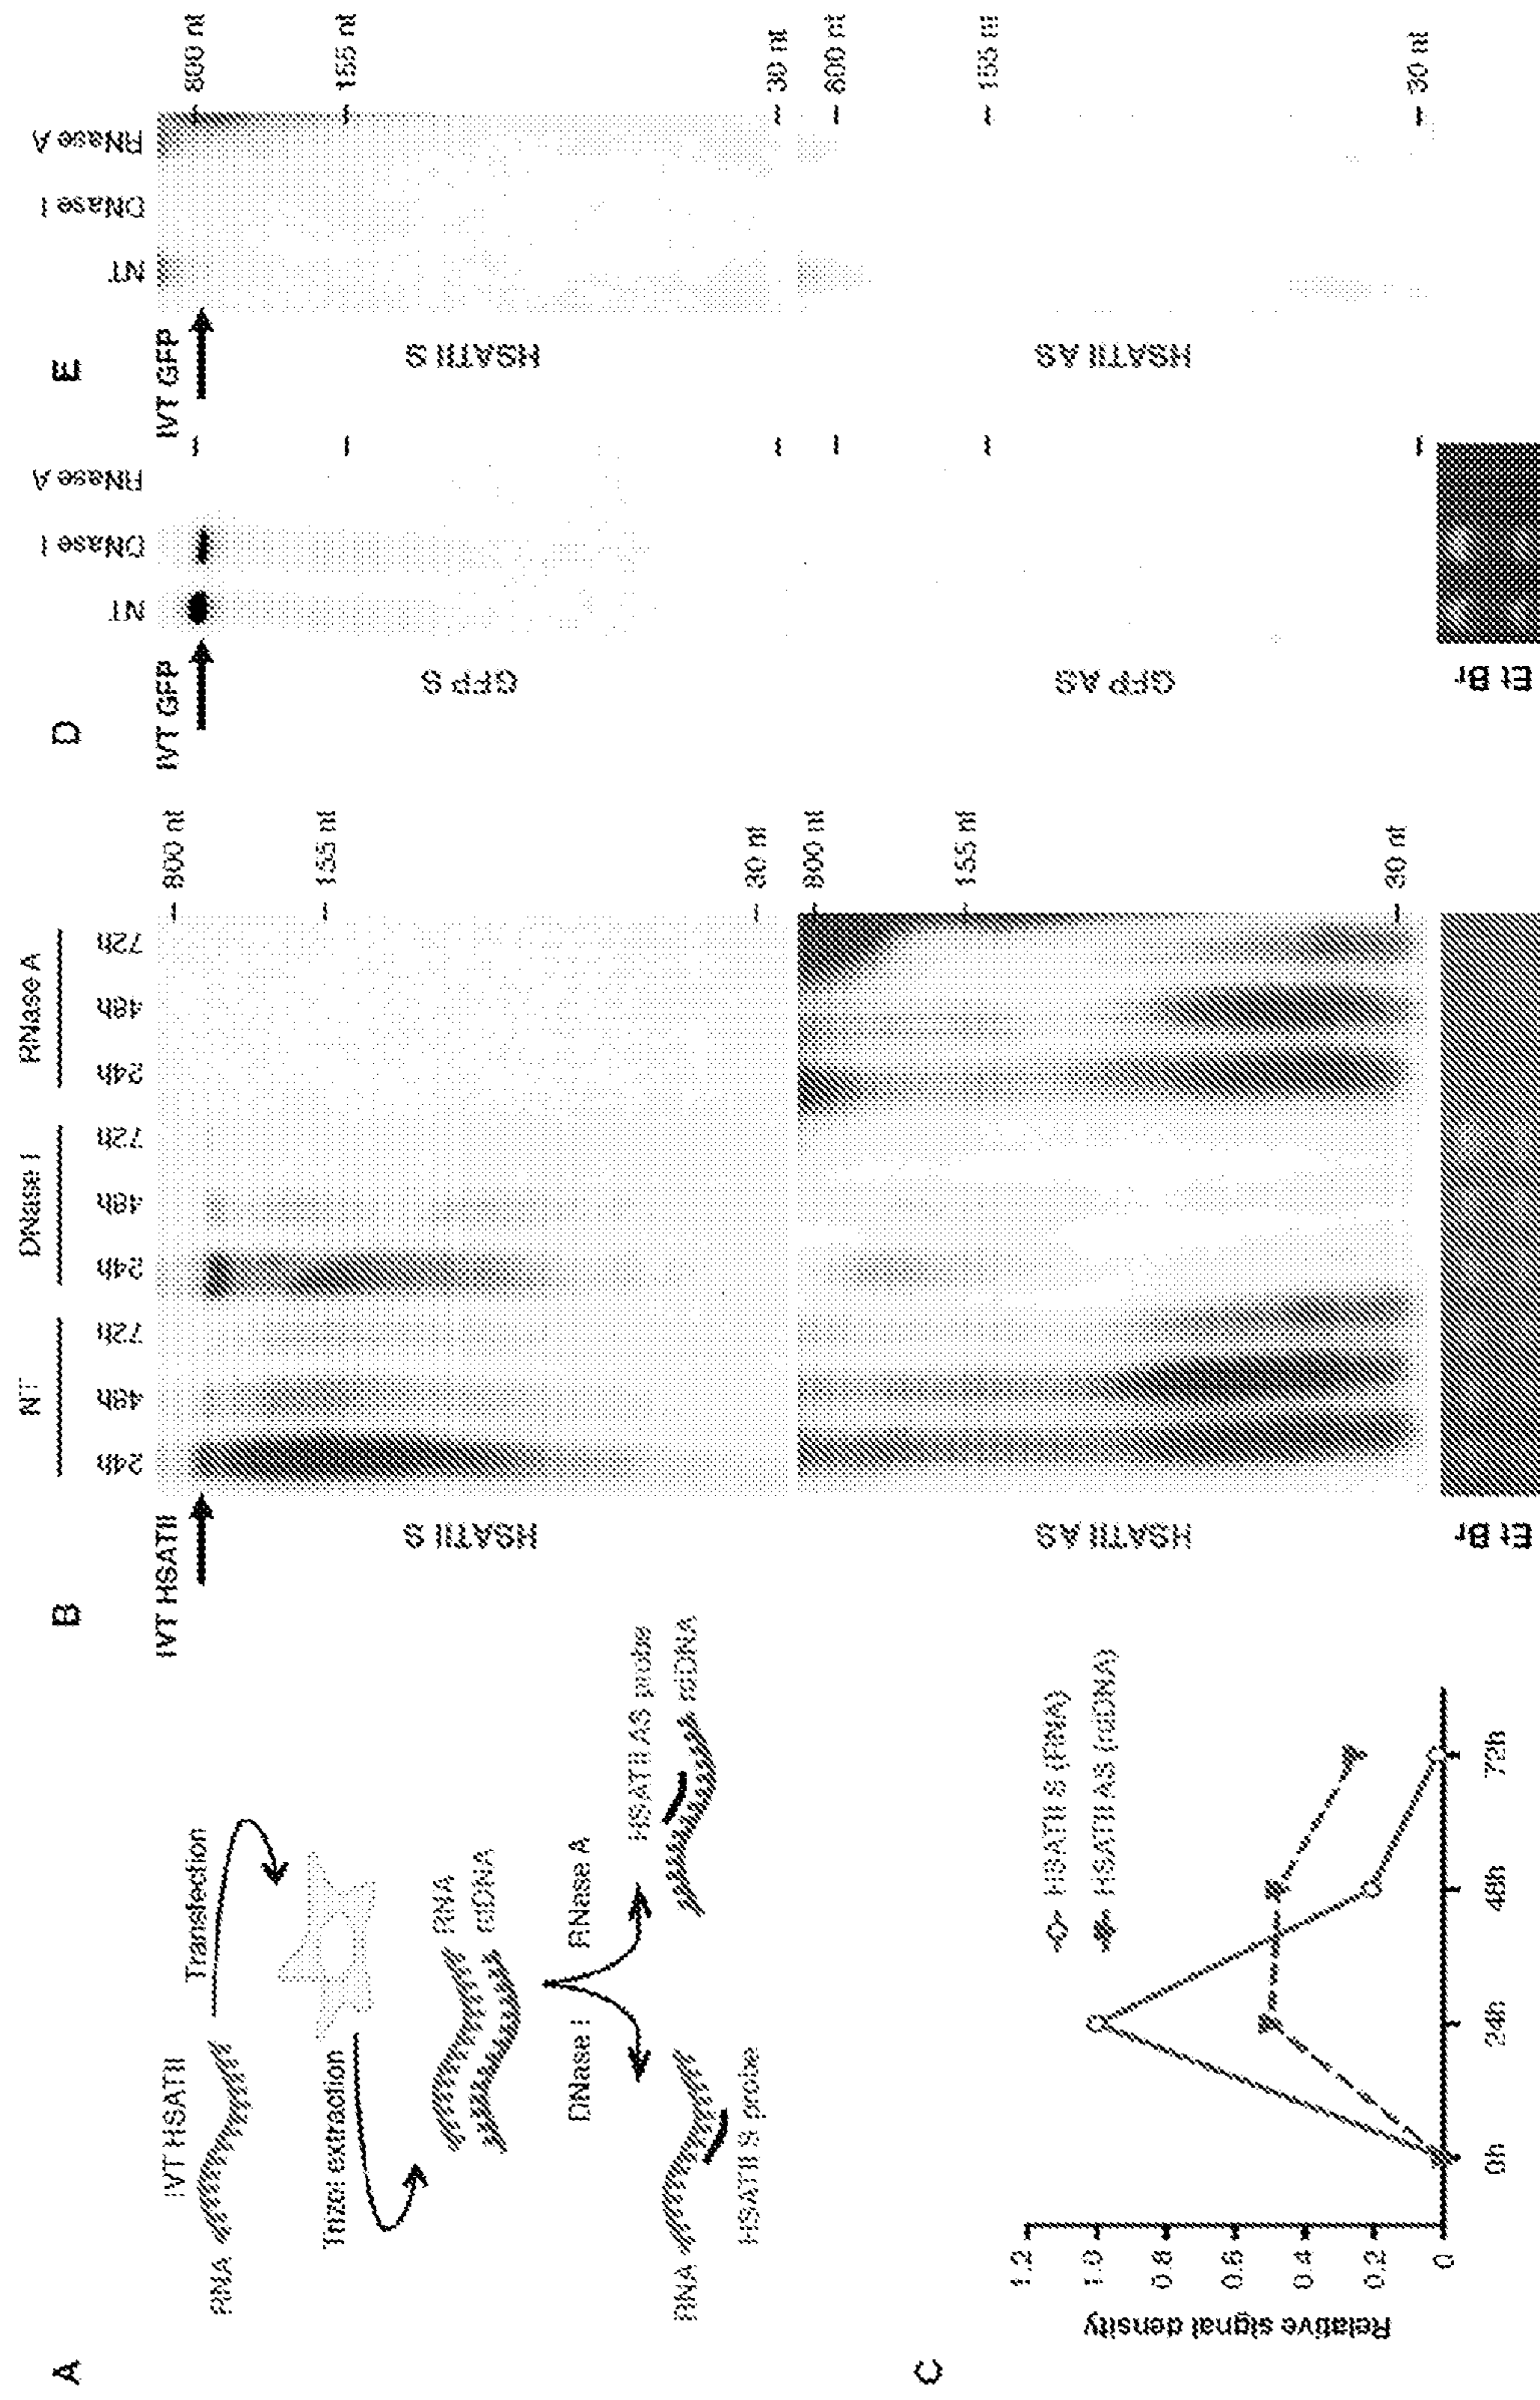 A
IVT HSATII
RNA
Transfection
Trizol extraction
RNA
rdDNA
DNase I
RNase A
RNA
HSATII S probe
HSATII AS probe
rdDNA
B
NT
DNase I
RNase A
24h
48h
72h
24h
48h
72h
24h
48h
72h
IVT HSATII
HSATII S
800 nt
155 nt
30 nt
HSATII AS
800 nt
155 nt
30 nt
Et Br
C
Relative signal density
1.2
1.0
0.8
0.6
0.4
0.2
0
0h
24h
48h
72h
HSATII S (RNA)
HSATII AS (rdDNA)
D
NT
DNase I
RNase A
IVT GFP
GFP S
GFP AS
Et Br
E
NT
DNase I
RNase A
IVT GFP
HSATII S
800 nt
155 nt
30 nt
HSATII AS
800 nt
155 nt
30 nt